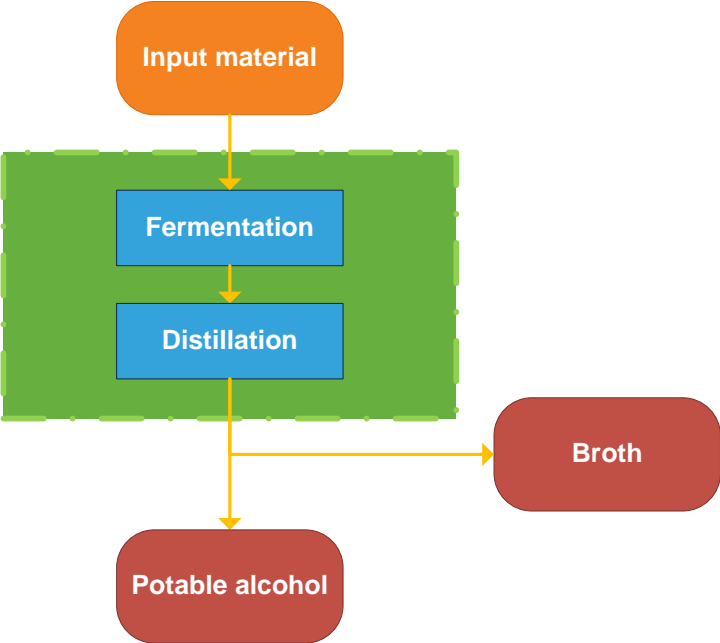 Input material
Fermentation
Distillation
Broth
Potable alcohol